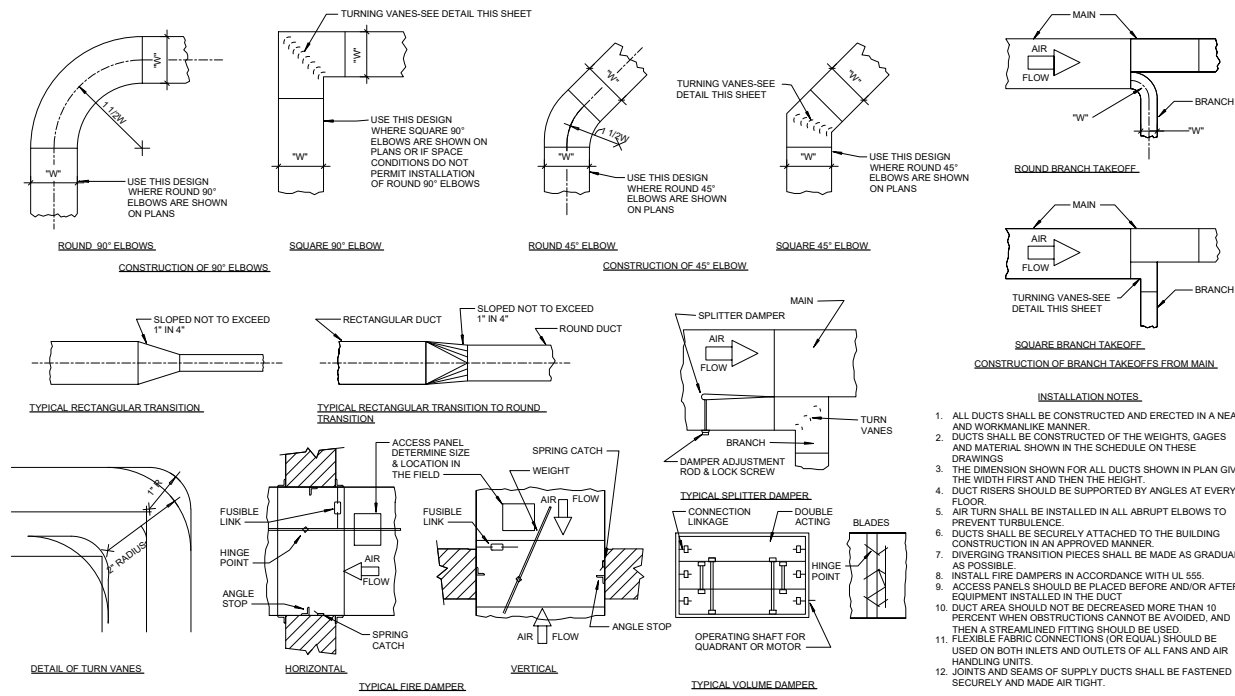 TURNING VANES-SEE DETAIL THIS SHEET
"W"
1 1/2W
"W"
USE THIS DESIGN
WHERE ROUND 90°
ELBOWS ARE SHOWN
ON PLANS
ROUND 90° ELBOWS
"W"
"W"
USE THIS DESIGN
WHERE SQUARE 90°
ELBOWS ARE SHOWN ON
PLANS OR IF SPACE
CONDITIONS DO NOT
PERMIT INSTALLATION
OF ROUND 90° ELBOWS
SQUARE 90° ELBOW
CONSTRUCTION OF 90° ELBOWS
"W"
1 1/2W
"W"
USE THIS DESIGN
WHERE ROUND 45°
ELBOWS ARE SHOWN
ON PLANS
ROUND 45° ELBOW
TURNING VANES-SEE
DETAIL THIS SHEET
"W"
"W"
USE THIS DESIGN
WHERE ROUND 45°
ELBOWS ARE SHOWN
ON PLANS
SQUARE 45° ELBOW
CONSTRUCTION OF 45° ELBOW
MAIN
AIR
FLOW
BRANCH
"W"
"W"
ROUND BRANCH TAKEOFF
MAIN
AIR
FLOW
TURNING VANES-SEE
DETAIL THIS SHEET
BRANCH
SQUARE BRANCH TAKEOFF
CONSTRUCTION OF BRANCH TAKEOFFS FROM MAIN
SLOPED NOT TO EXCEED
1" IN 4"
TYPICAL RECTANGULAR TRANSITION
RECTANGULAR DUCT
SLOPED NOT TO EXCEED
1" IN 4"
ROUND DUCT
TYPICAL RECTANGULAR TRANSITION TO ROUND
TRANSITION
MAIN
SPLITTER DAMPER
AIR
FLOW
TURN
VANES
BRANCH
DAMPER ADJUSTMENT
ROD & LOCK SCREW
TYPICAL SPLITTER DAMPER
1" R
2" RADIUS
DETAIL OF TURN VANES
ACCESS PANEL
DETERMINE SIZE
& LOCATION IN
THE FIELD
FUSIBLE
LINK
HINGE
POINT
AIR
FLOW
ANGLE
STOP
SPRING
CATCH
HORIZONTAL
SPRING CATCH
WEIGHT
FUSIBLE
LINK
AIR FLOW
ANGLE STOP
AIR FLOW
VERTICAL
TYPICAL FIRE DAMPER
CONNECTION
LINKAGE
DOUBLE
ACTING
BLADES
HINGE
POINT
OPERATING SHAFT FOR
QUADRANT OR MOTOR
TYPICAL VOLUME DAMPER
INSTALLATION NOTES
1. ALL DUCTS SHALL BE CONSTRUCTED AND ERECTED IN A NEA
AND WORKMANLIKE MANNER.
2. DUCTS SHALL BE CONSTRUCTED OF THE WEIGHTS, GAGES
AND MATERIAL SHOWN IN THE SCHEDULE ON THESE
DRAWINGS
3. THE DIMENSION SHOWN FOR ALL DUCTS SHOWN IN PLAN GIV
THE WIDTH FIRST AND THEN THE HEIGHT.
4. DUCT RISERS SHOULD BE SUPPORTED BY ANGLES AT EVERY
FLOOR.
5. AIR TURN SHALL BE INSTALLED IN ALL ABRUPT ELBOWS TO
PREVENT TURBULENCE.
6. DUCTS SHALL BE SECURELY ATTACHED TO THE BUILDING
CONSTRUCTION IN AN APPROVED MANNER.
7. DIVERGING TRANSITION PIECES SHALL BE MADE AS GRADUAL
AS POSSIBLE.
8. INSTALL FIRE DAMPERS IN ACCORDANCE WITH UL 555.
9. ACCESS PANELS SHOULD BE PLACED BEFORE AND/OR AFTER
EQUIPMENT INSTALLED IN THE DUCT
10. DUCT AREA SHOULD NOT BE DECREASED MORE THAN 10
PERCENT WHEN OBSTRUCTIONS CANNOT BE AVOIDED, AND
THEN A STREAMLINED FITTING SHOULD BE USED.
11. FLEXIBLE FABRIC CONNECTIONS (OR EQUAL) SHOULD BE
USED ON BOTH INLETS AND OUTLETS OF ALL FANS AND AIR
HANDLING UNITS.
12. JOINTS AND SEAMS OF SUPPLY DUCTS SHALL BE FASTENED
SECURELY AND MADE AIR TIGHT.